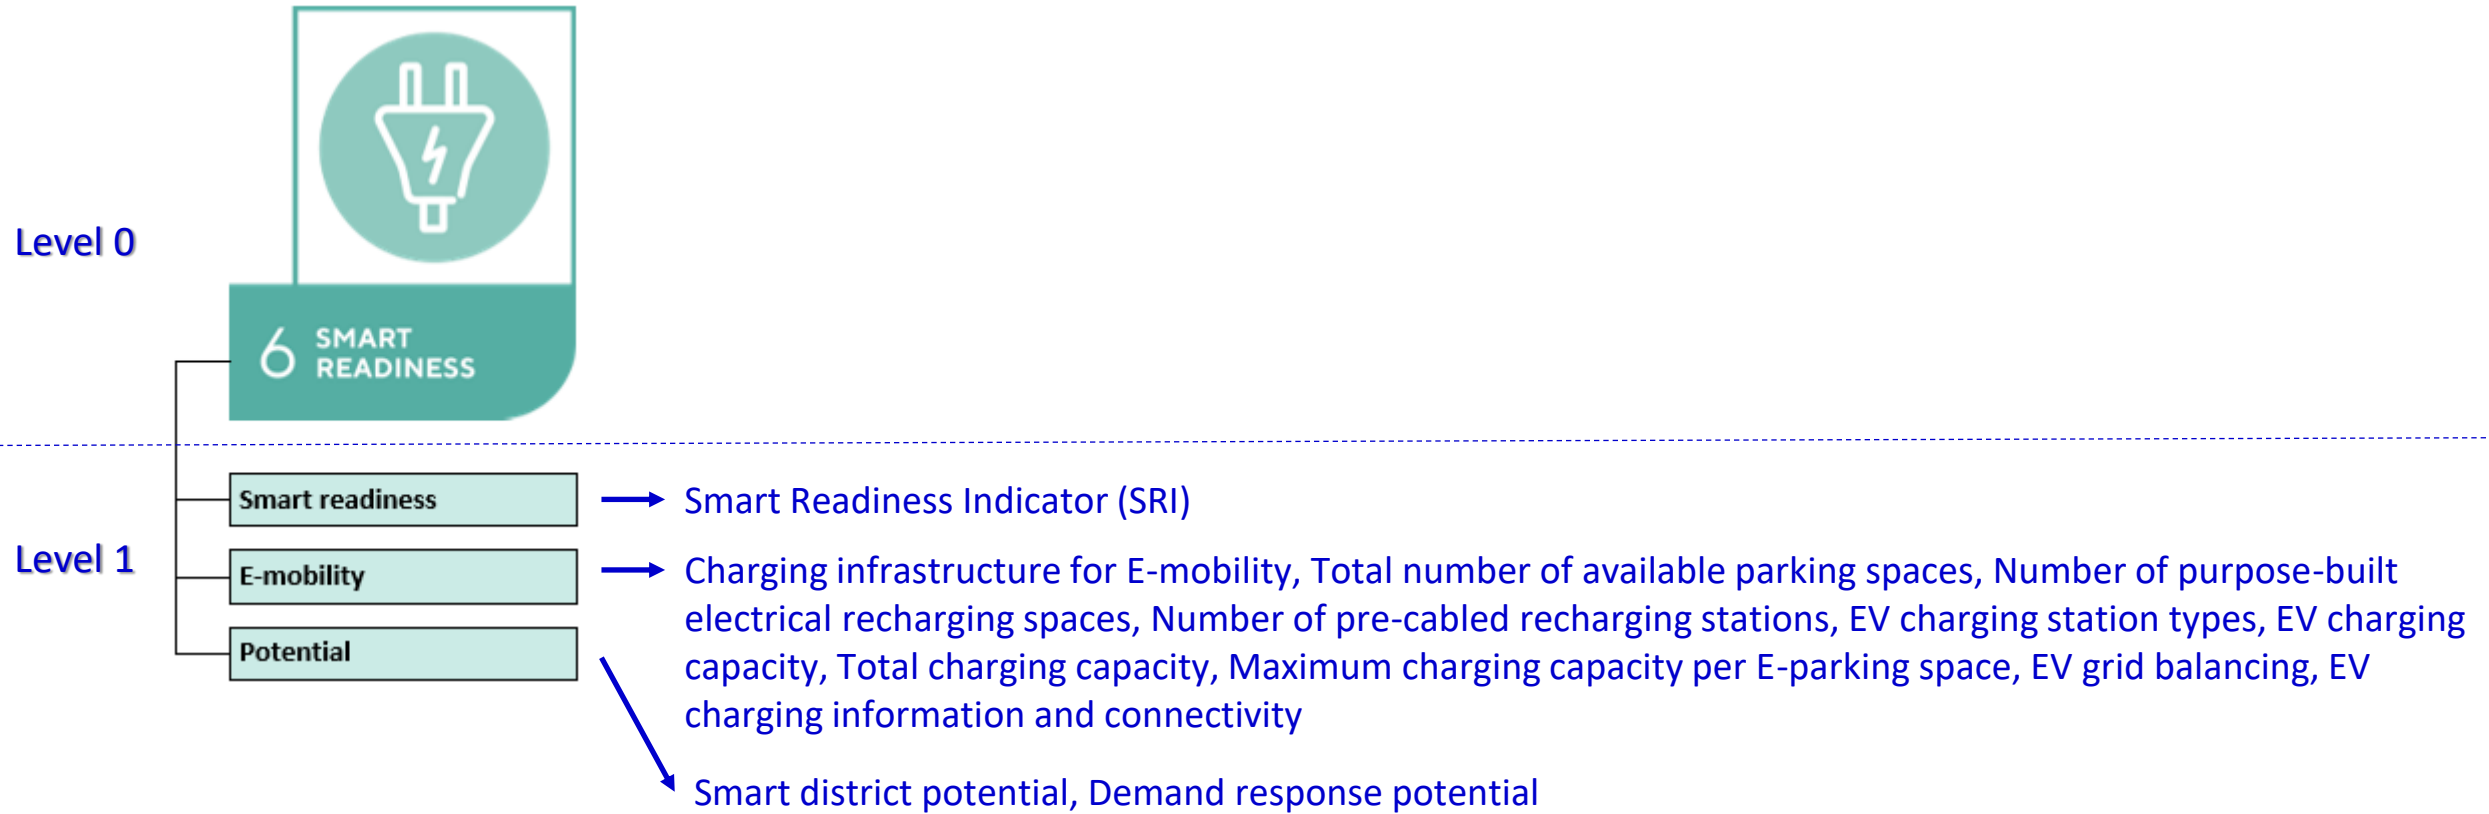 Level 0
6 SMART
READINESS
Smart readiness
Smart Readiness Indicator (SRI)
Level 1
E-mobility
Charging infrastructure for E-mobility, Total number of available parking spaces, Number of purpose-built
electrical recharging spaces, Number of pre-cabled recharging stations, EV charging station types, EV charging
capacity, Total charging capacity, Maximum charging capacity per E-parking space, EV grid balancing, EV
charging information and connectivity
Potential
Smart district potential, Demand response potential